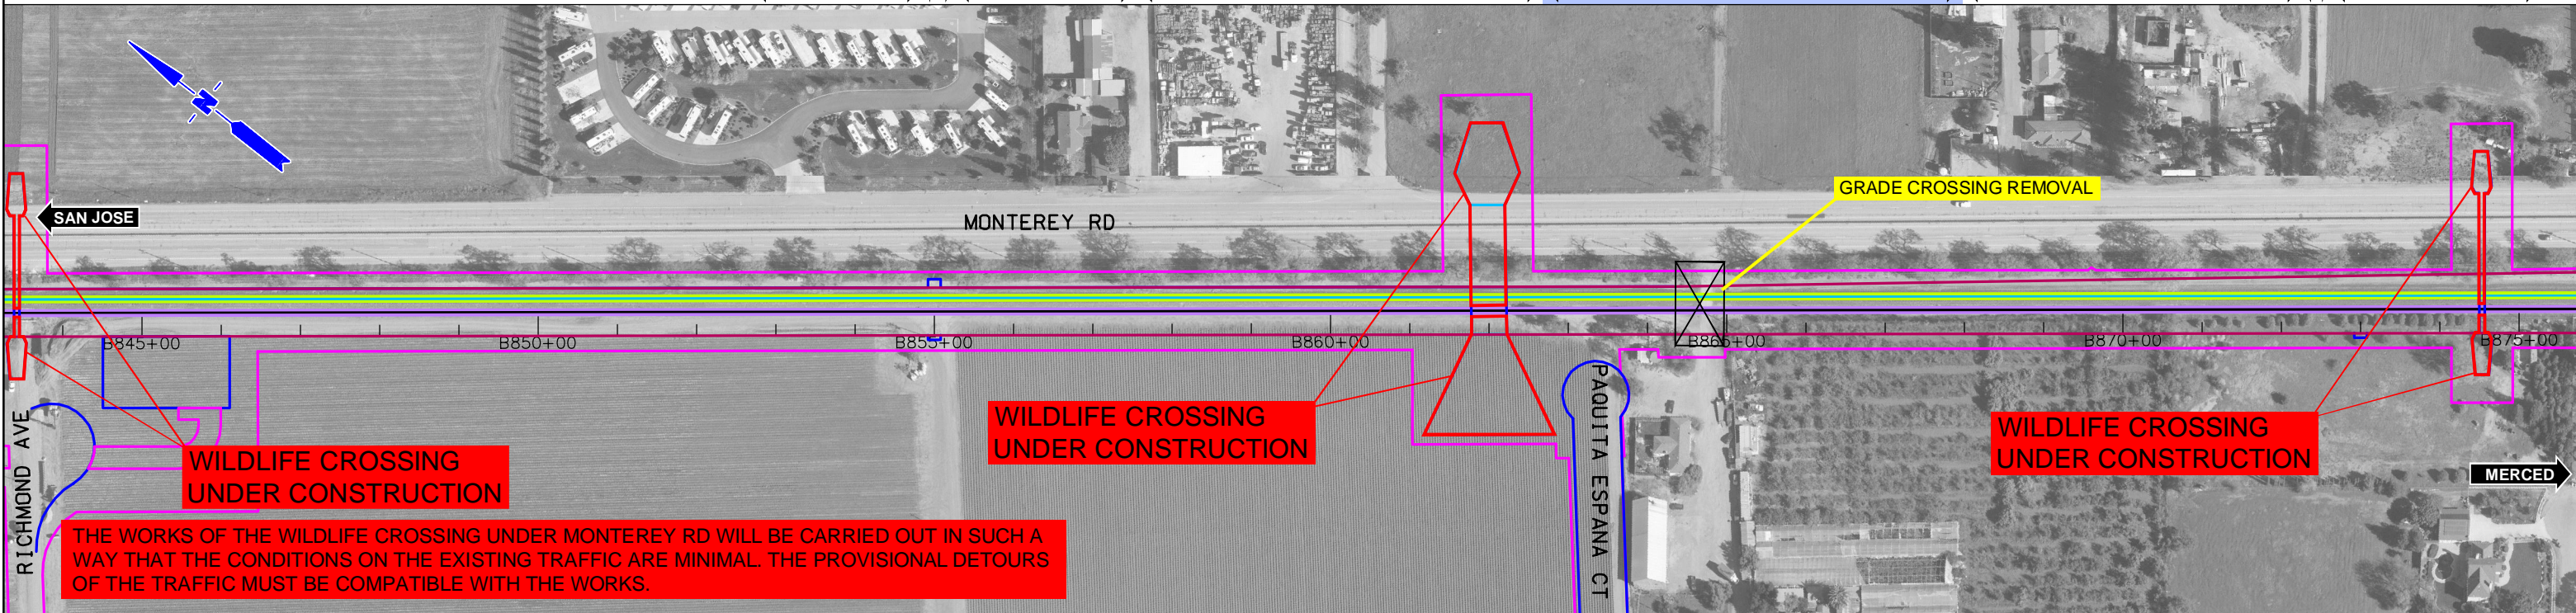 N
SAN JOSE
MONTEREY RD
GRADE CROSSING REMOVAL
B845+00
B850+00
B855+00
B860+00
B865+00
B870+00
B875+00
RICHMOND AVE
WILDLIFE CROSSING
UNDER CONSTRUCTION
WILDLIFE CROSSING
UNDER CONSTRUCTION
PAQUITA ESPANA CT
WILDLIFE CROSSING
UNDER CONSTRUCTION
MERCED
THE WORKS OF THE WILDLIFE CROSSING UNDER MONTEREY RD WILL BE CARRIED OUT IN SUCH A
WAY THAT THE CONDITIONS ON THE EXISTING TRAFFIC ARE MINIMAL. THE PROVISIONAL DETOURS
OF THE TRAFFIC MUST BE COMPATIBLE WITH THE WORKS.